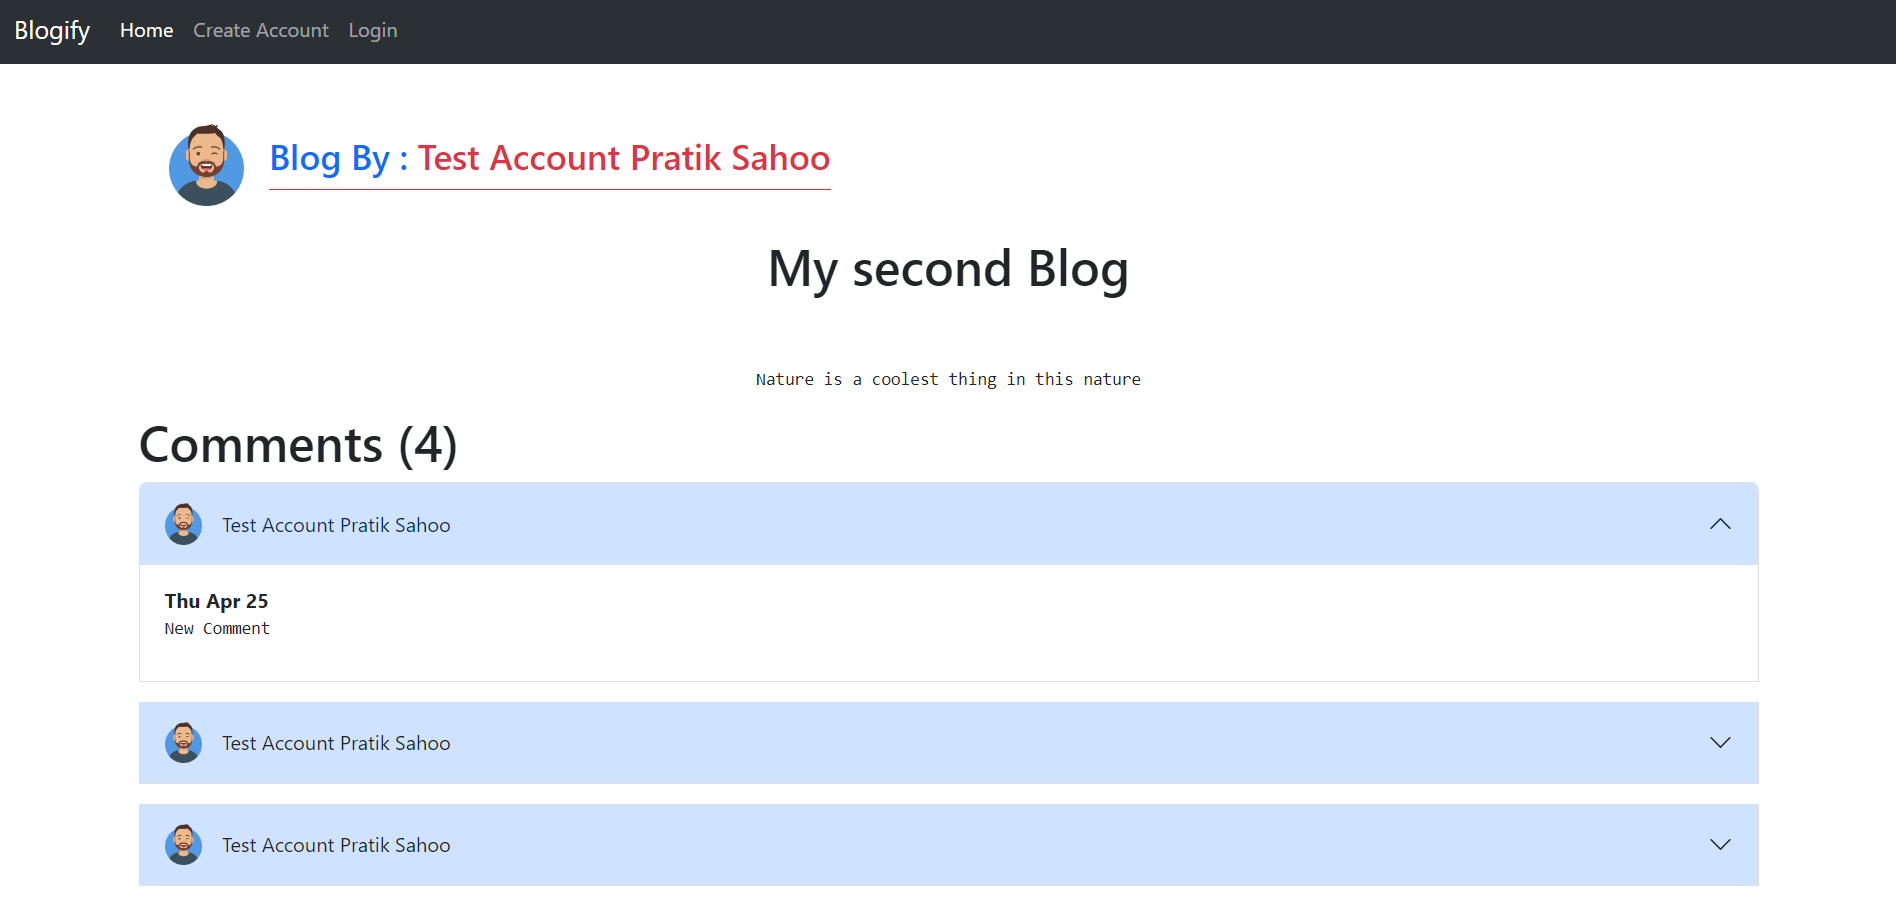 Blogify Home Create Account Login
Blog By : Test Account Pratik Sahoo
My second Blog
Nature is a coolest thing in this nature
Comments (4)
Test Account Pratik Sahoo
Thu Apr 25
New Comment
Test Account Pratik Sahoo
Test Account Pratik Sahoo